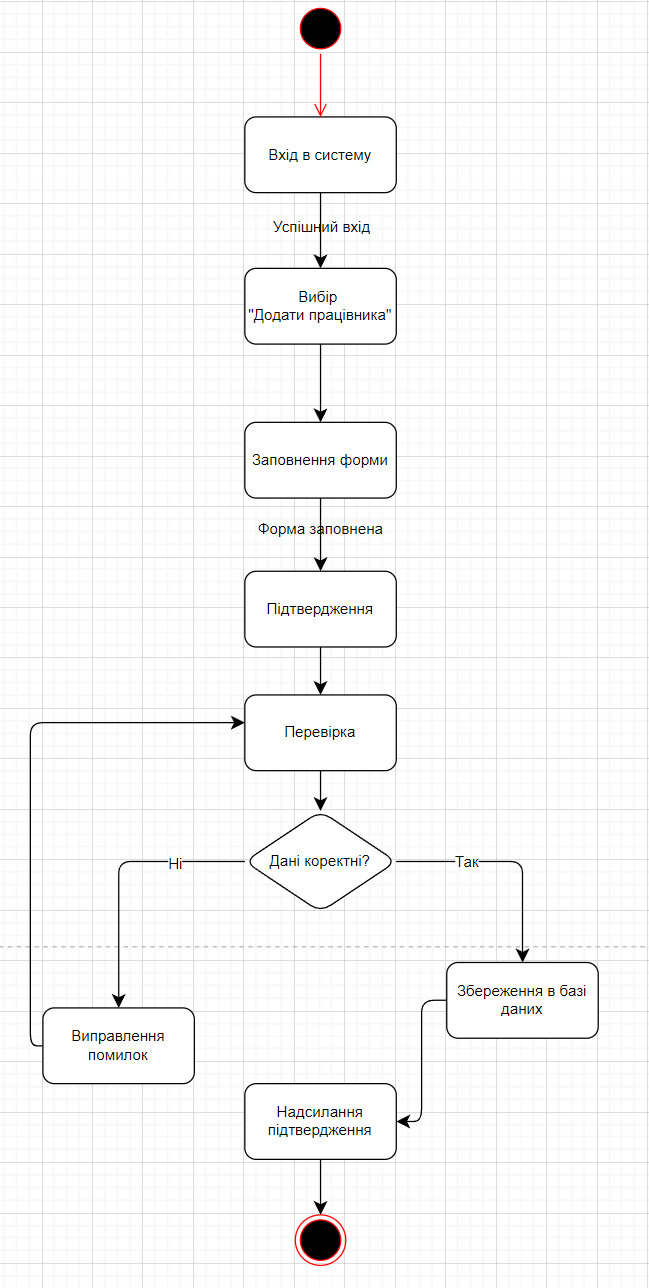 Вхід в систему
Успішний вхід
Вибір
"Додати працівника"
Заповнення форми
Форма заповнена
Підтвердження
Перевірка
Дані коректні?
Ні
Так
Збереження в базі
даних
Виправлення
помилок
Надсилання
підтвердження